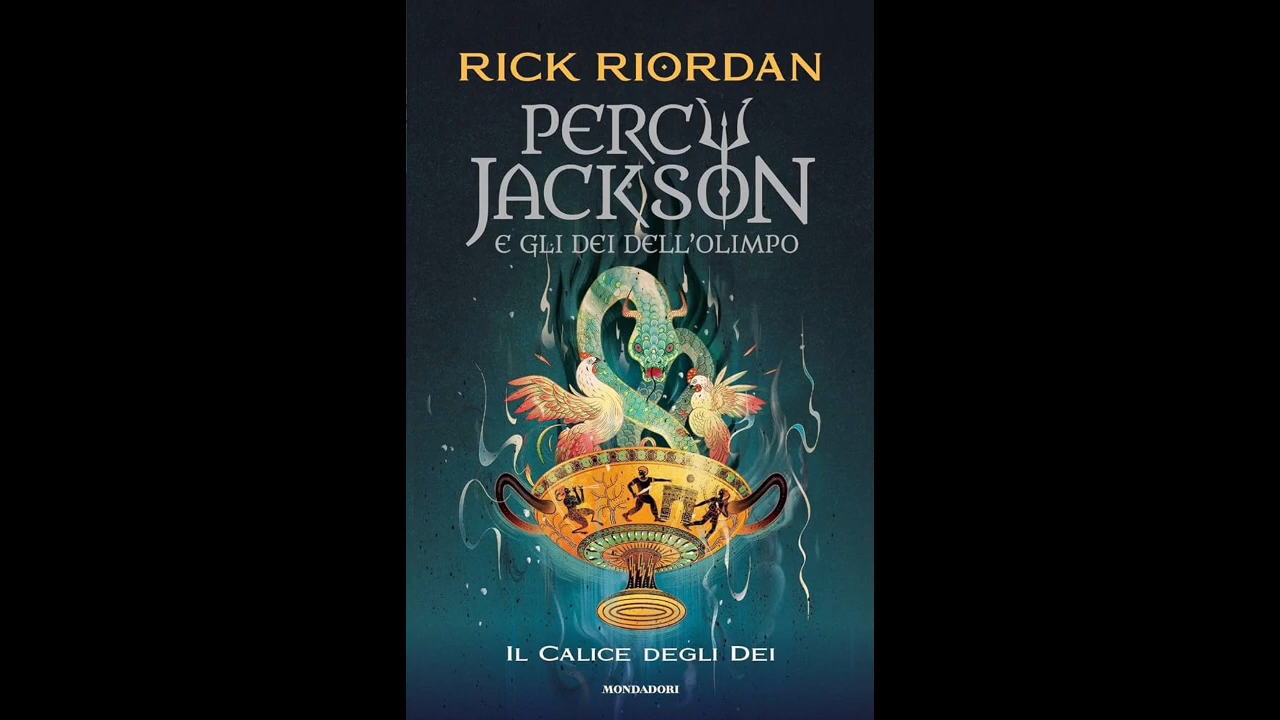 RICK RIORDAN
PERCY
JACKSON
E GLI DEI DELL'OLIMPO
IL CALICE DEGLI DEI
MONDADORI